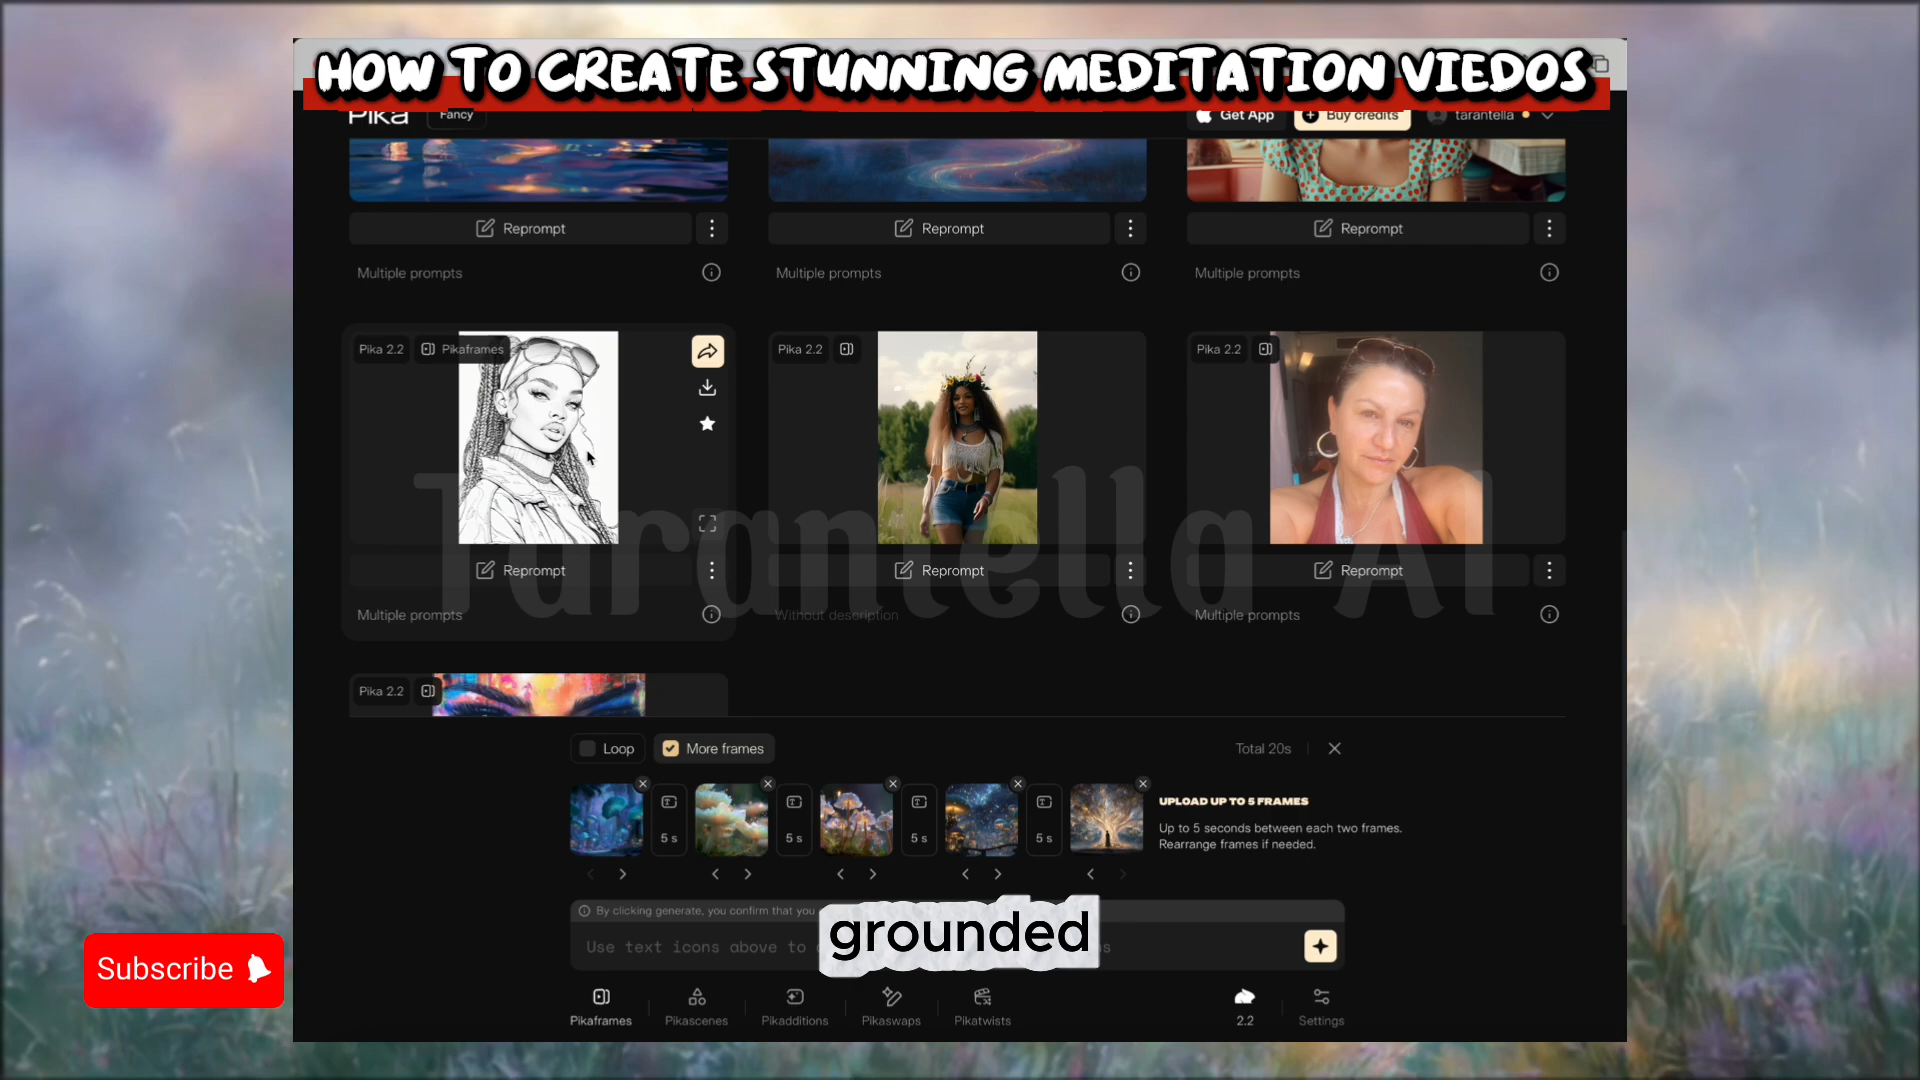 HOW TO CREATE STUNNING MEDITATION VIEDOS
Pika Fancy Get App Buy credits tarantella
Reprompt Reprompt Reprompt
Multiple prompts Multiple prompts Multiple prompts
Pika 2.2 Pikaframes Pika 2.2 Pika 2.2
Tarantella AI
Reprompt Reprompt Reprompt
Multiple prompts Without description Multiple prompts
Pika 2.2
Loop More frames Total 20s
UPLOAD UP TO 5 FRAMES
5 s 5 s 5 s 5 s Up to 5 seconds between each two frames.
Rearrange frames if needed.
By clicking generate, you confirm that you
grounded
Use text icons above to
Subscribe
Pikaframes Pikascenes Pikadditions Pikaswaps Pikatwists 2.2 Settings